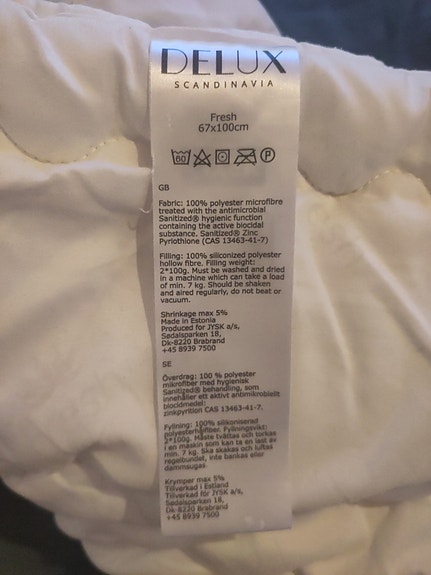 DELUX
SCANDINAVIA
Fresh
67x100cm
60 P
GB
Fabric: 100% polyester microfibre
treated with the antimicrobial
Sanitized® hygienic function
containing the active biocidal
substance. Sanitized® Zinc
Pyrlothione (CAS 13463-41-7)
Filling: 100% siliconized polyester
hollow fibre. Filling weight:
2*100g. Must be washed and dried
in a machine which can take a load
of min. 7 kg. Should be shaken
and aired regularly, do not beat or
vacuum.
Shrinkage max 5%
Made in Estonia
Produced for JYSK a/s,
Sødalsparken 18,
Dk-8220 Brabrand
+45 8939 7500
SE
Överdrag: 100 % polyester
mikrofiber med hygienisk
Sanitized® behandling, som
innehåller ett aktivt antimikrobiellt
biocidmedel:
zinkpyrition CAS 13463-41-7.
Fyllning: 100% silikoniserad
polyesterhålfiber. Fyllningsvikt:
2*100g. Måste tvättas och torkas
i en maskin som kan ta en last av
min. 7 kg. Ska skakas och luftas
regelbundet, inte bankas eller
dammsugas.
Krymper max 5%
Tillverkad i Estland
Tillverkad för JYSK a/s,
Sødalsparken 18,
Dk-8220 Brabrand
+45 8939 7500